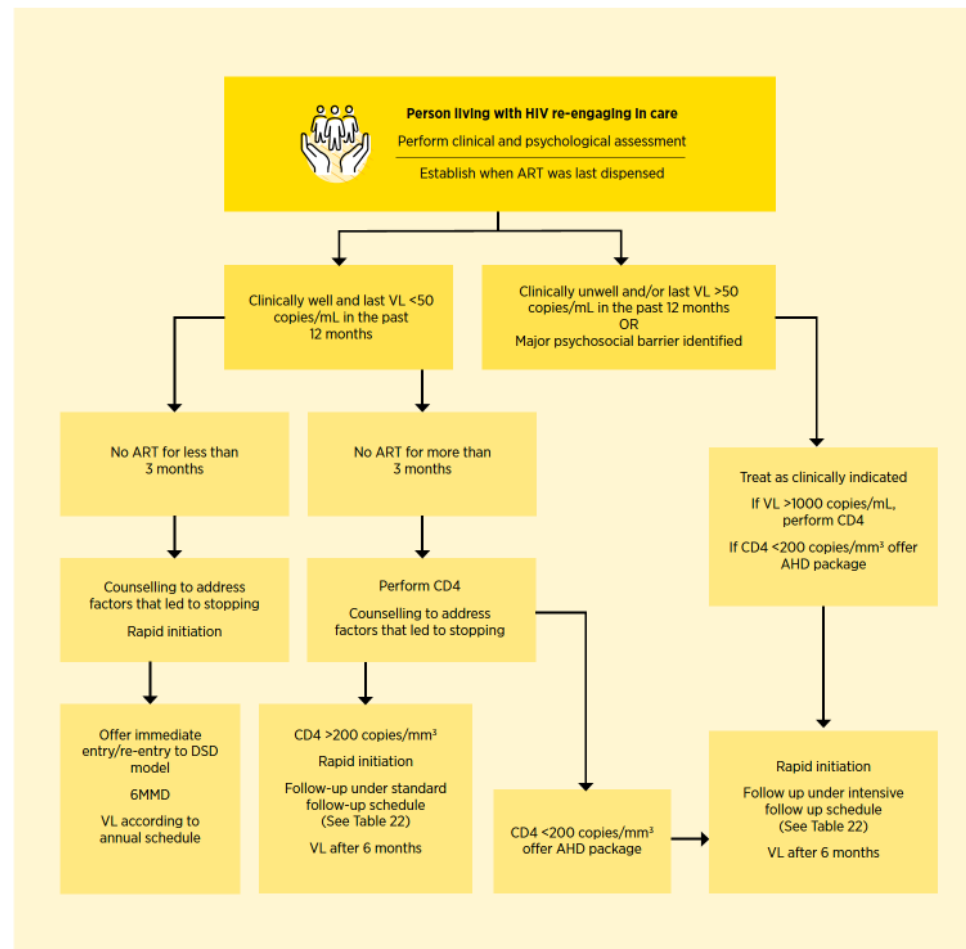 Person living with HIV re-engaging in care
Perform clinical and psychological assessment
Establish when ART was last dispensed
Clinically well and last VL <50
copies/mL in the past
12 months
Clinically unwell and/or last VL >50
copies/mL in the past 12 months
OR
Major psychosocial barrier identified
No ART for less than
3 months
No ART for more than
3 months
Treat as clinically indicated
If VL >1000 copies/mL,
perform CD4
If CD4 <200 copies/mm³ offer
AHD package
Counselling to address
factors that led to stopping
Rapid initiation
Perform CD4
Counselling to address
factors that led to stopping
Offer immediate
entry/re-entry to DSD
model
6MMD
VL according to
annual schedule
CD4 >200 copies/mm³
Rapid initiation
Follow-up under standard
follow-up schedule
(See Table 22)
VL after 6 months
CD4 <200 copies/mm³
offer AHD package
Rapid initiation
Follow up under intensive
follow up schedule
(See Table 22)
VL after 6 months